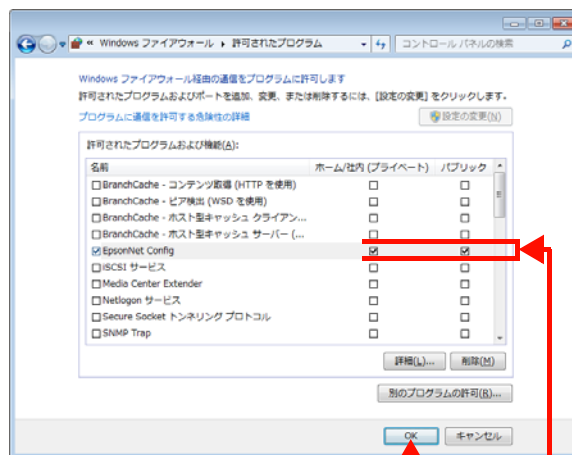 « Windows ファイアウォール ▸ 許可されたプログラム
コントロール パネルの検索
Windows ファイアウォール経由の通信をプログラムに許可します
許可されたプログラムおよびポートを追加、変更、または削除するには、[設定の変更] をクリックします。
プログラムに通信を許可する危険性の詳細
設定の変更(N)
許可されたプログラムおよび機能(A):
名前 ホーム/社内 (プライベート) パブリック
BranchCache - コンテンツ取得 (HTTP を使用)
BranchCache - ピア検出 (WSD を使用)
BranchCache - ホスト型キャッシュ クライアン...
BranchCache - ホスト型キャッシュ サーバー (...
EpsonNet Config
iSCSI サービス
Media Center Extender
Netlogon サービス
Secure Socket トンネリング プロトコル
SNMP Trap
詳細(L)... 削除(M)
別のプログラムの許可(R)...
OK キャンセル